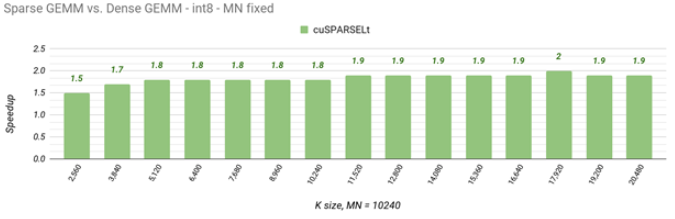 Sparse GEMM vs. Dense GEMM - int8 - MN fixed
cuSPARSELt
2.5
2.0
1.5
1.0
0.5
0.0
Speedup
1.5 1.7 1.8 1.8 1.8 1.8 1.8 1.9 1.9 1.9 1.9 1.9 2 1.9 1.9
2,560 3,840 5,120 6,400 7,680 8,960 10,240 11,520 12,800 14,080 15,360 16,640 17,920 19,200 20,480
K size, MN = 10240